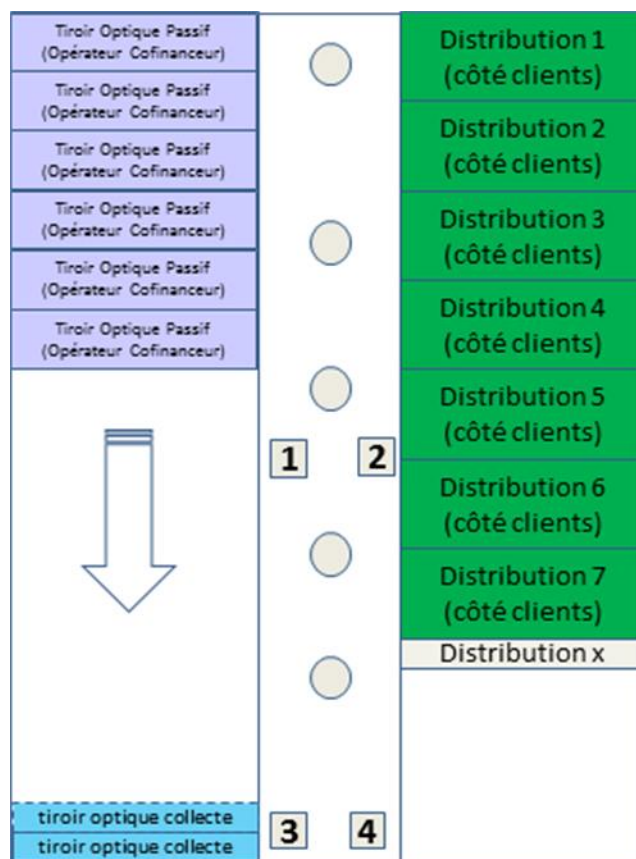 Tiroir Optique Passif
(Opérateur Cofinanceur)
Tiroir Optique Passif
(Opérateur Cofinanceur)
Tiroir Optique Passif
(Opérateur Cofinanceur)
Tiroir Optique Passif
(Opérateur Cofinanceur)
Tiroir Optique Passif
(Opérateur Cofinanceur)
Tiroir Optique Passif
(Opérateur Cofinanceur)
tiroir optique collecte
tiroir optique collecte
1
2
3
4
Distribution 1
(côté clients)
Distribution 2
(côté clients)
Distribution 3
(côté clients)
Distribution 4
(côté clients)
Distribution 5
(côté clients)
Distribution 6
(côté clients)
Distribution 7
(côté clients)
Distribution x